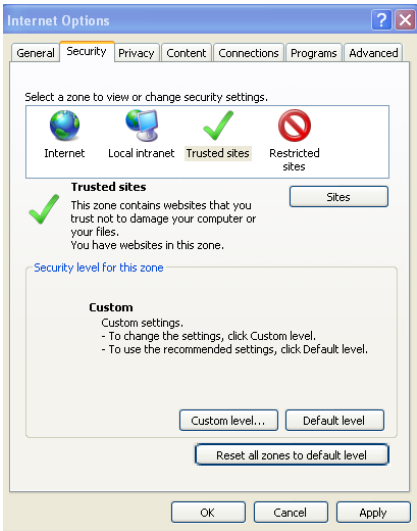 Internet Options
General Security Privacy Content Connections Programs Advanced
Select a zone to view or change security settings.
Internet Local intranet Trusted sites Restricted
sites
Trusted sites
Sites
This zone contains websites that you
trust not to damage your computer or
your files.
You have websites in this zone.
Security level for this zone
Custom
Custom settings.
- To change the settings, click Custom level.
- To use the recommended settings, click Default level.
Custom level... Default level
Reset all zones to default level
OK Cancel Apply